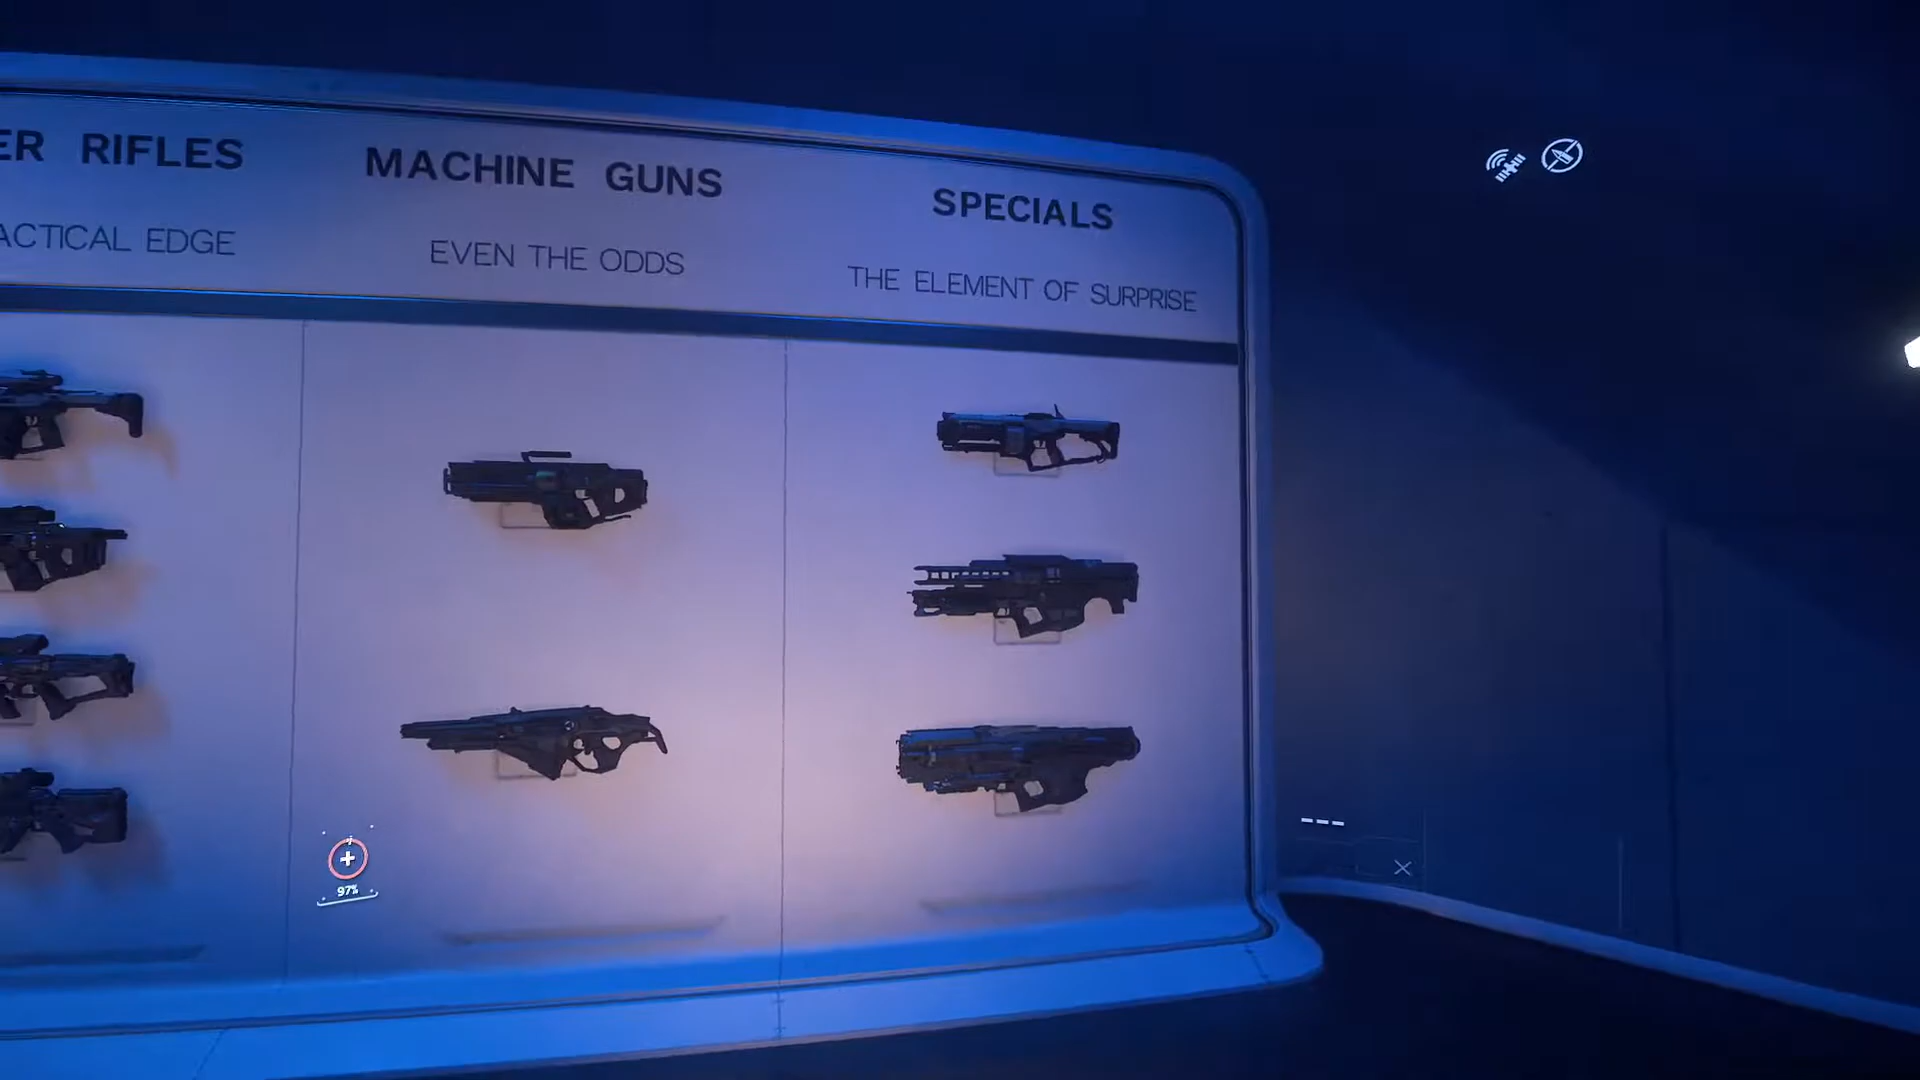 ER RIFLES
ACTICAL EDGE
MACHINE GUNS
EVEN THE ODDS
SPECIALS
THE ELEMENT OF SURPRISE
97%